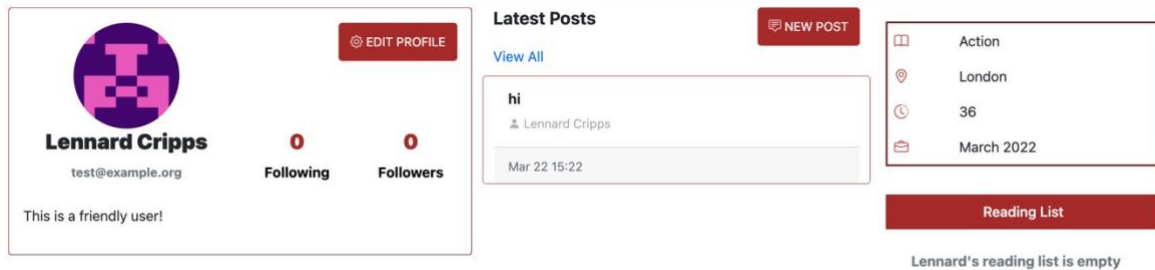 EDIT PROFILE
Lennard Cripps
test@example.org
0
Following
0
Followers
This is a friendly user!
Latest Posts
NEW POST
View All
hi
Lennard Cripps
Mar 22 15:22
Action
London
36
March 2022
Reading List
Lennard's reading list is empty